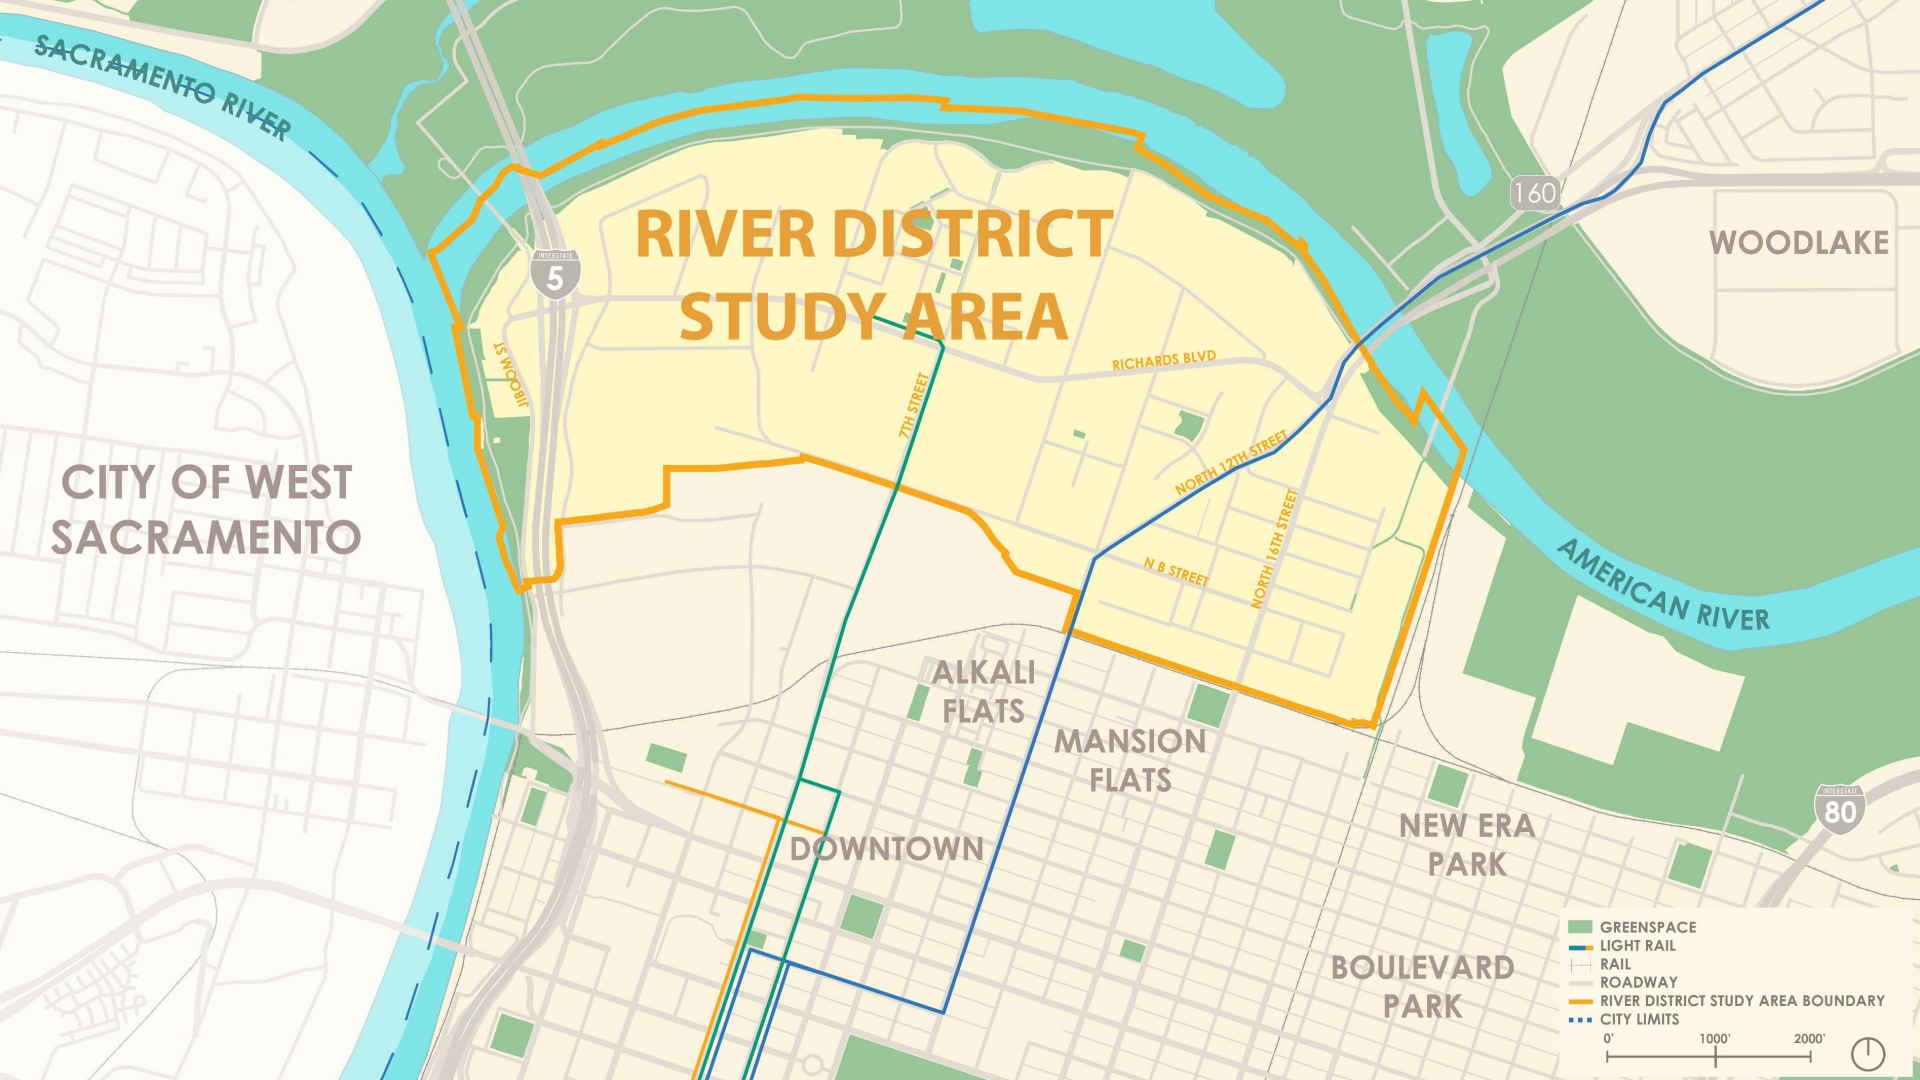 SACRAMENTO RIVER
160
WOODLAKE
RIVER DISTRICT
STUDY AREA
INTERSTATE
5
JIBOOM ST
RICHARDS BLVD
7TH STREET
NORTH 12TH STREET
CITY OF WEST
SACRAMENTO
NORTH 16TH STREET
N B STREET
AMERICAN RIVER
ALKALI
FLATS
MANSION
FLATS
INTERSTATE
80
NEW ERA
PARK
DOWNTOWN
BOULEVARD
PARK
GREENSPACE
LIGHT RAIL
RAIL
ROADWAY
RIVER DISTRICT STUDY AREA BOUNDARY
CITY LIMITS
0' 1000' 2000'